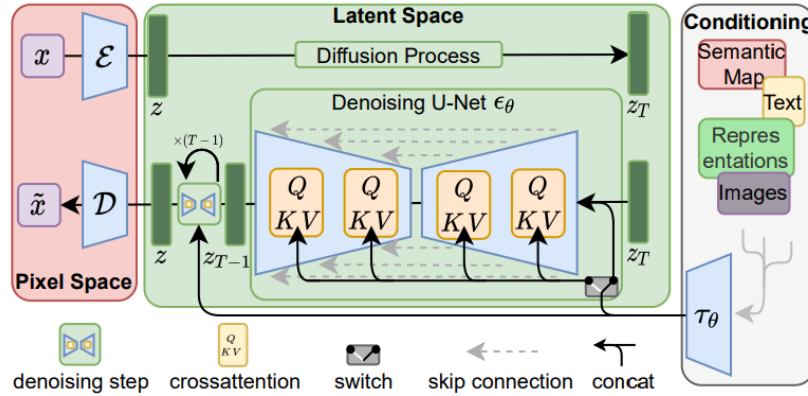 Latent Space
Conditioning
x
ℰ
z
Diffusion Process
z_T
Semantic
Map
Text
Repres
entations
Images
Denoising U-Net ϵ_θ
×(T−1)
Q
KV
Q
KV
Q
KV
Q
KV
x̃
𝒟
z
z_{T−1}
z_T
τ_θ
Pixel Space
Q
KV
denoising step
crossattention
switch
skip connection
concat